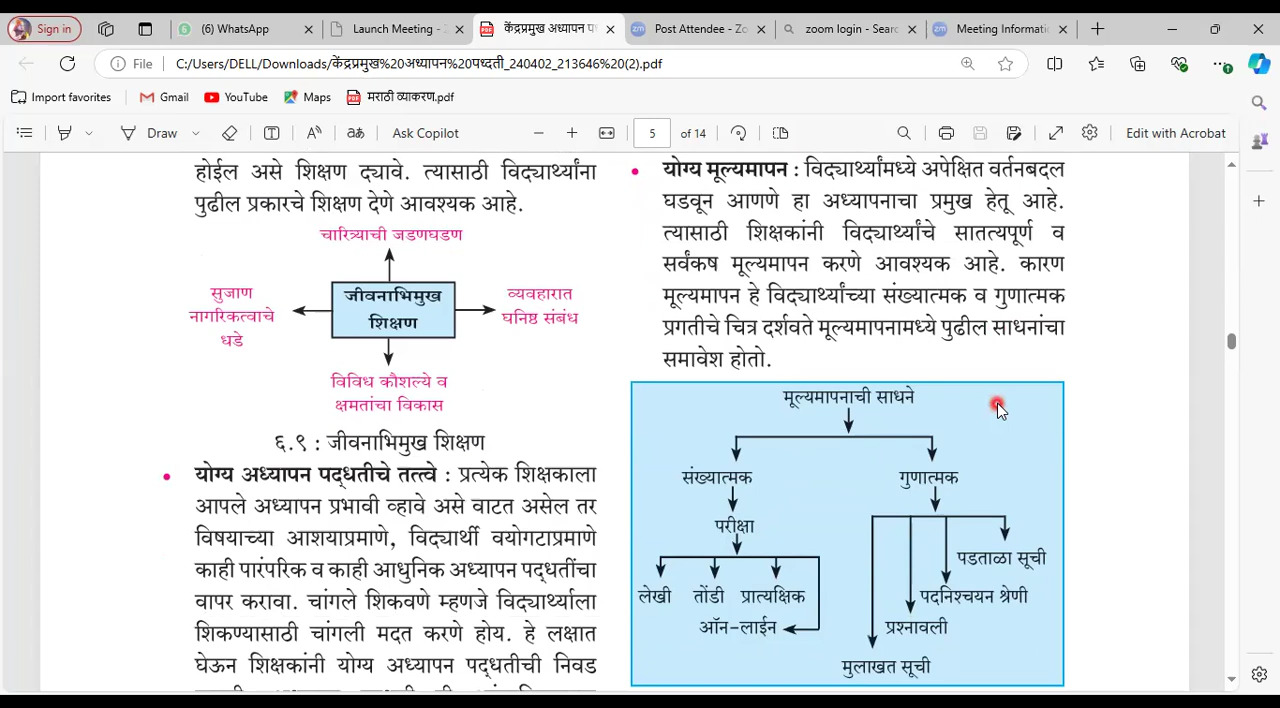 Sign in
(6) WhatsApp
Launch Meeting - Z
केंद्रप्रमुख अध्यापन पध
Post Attendee - Zo
zoom login - Searc
Meeting Informati
File
C:/Users/DELL/Downloads/केंद्रप्रमुख%20अध्यापन%20पध्दती_240402_213646%20(2).pdf
Import favorites
Gmail
YouTube
Maps
मराठी व्याकरण.pdf
Draw
Ask Copilot
5 of 14
Edit with Acrobat
होईल असे शिक्षण द्यावे. त्यासाठी विद्यार्थ्यांना
पुढील प्रकारचे शिक्षण देणे आवश्यक आहे.
चारित्र्याची जडणघडण
सुजाण
नागरिकत्वाचे
धडे
जीवनाभिमुख
शिक्षण
व्यवहारात
घनिष्ठ संबंध
विविध कौशल्ये व
क्षमतांचा विकास
६.९ : जीवनाभिमुख शिक्षण
• योग्य अध्यापन पद्धतीचे तत्त्वे : प्रत्येक शिक्षकाला
आपले अध्यापन प्रभावी व्हावे असे वाटत असेल तर
विषयाच्या आशयाप्रमाणे, विद्यार्थी वयोगटाप्रमाणे
काही पारंपरिक व काही आधुनिक अध्यापन पद्धतींचा
वापर करावा. चांगले शिकवणे म्हणजे विद्यार्थ्याला
शिकण्यासाठी चांगली मदत करणे होय. हे लक्षात
घेऊन शिक्षकांनी योग्य अध्यापन पद्धतीची निवड
• योग्य मूल्यमापन : विद्यार्थ्यांमध्ये अपेक्षित वर्तनबदल
घडवून आणणे हा अध्यापनाचा प्रमुख हेतू आहे.
त्यासाठी शिक्षकांनी विद्यार्थ्यांचे सातत्यपूर्ण व
सर्वंकष मूल्यमापन करणे आवश्यक आहे. कारण
मूल्यमापन हे विद्यार्थ्यांच्या संख्यात्मक व गुणात्मक
प्रगतीचे चित्र दर्शवते मूल्यमापनामध्ये पुढील साधनांचा
समावेश होतो.
मूल्यमापनाची साधने
संख्यात्मक
गुणात्मक
परीक्षा
पडताळा सूची
लेखी तोंडी प्रात्यक्षिक
पदनिश्चयन श्रेणी
ऑन-लाईन
प्रश्नावली
मुलाखत सूची